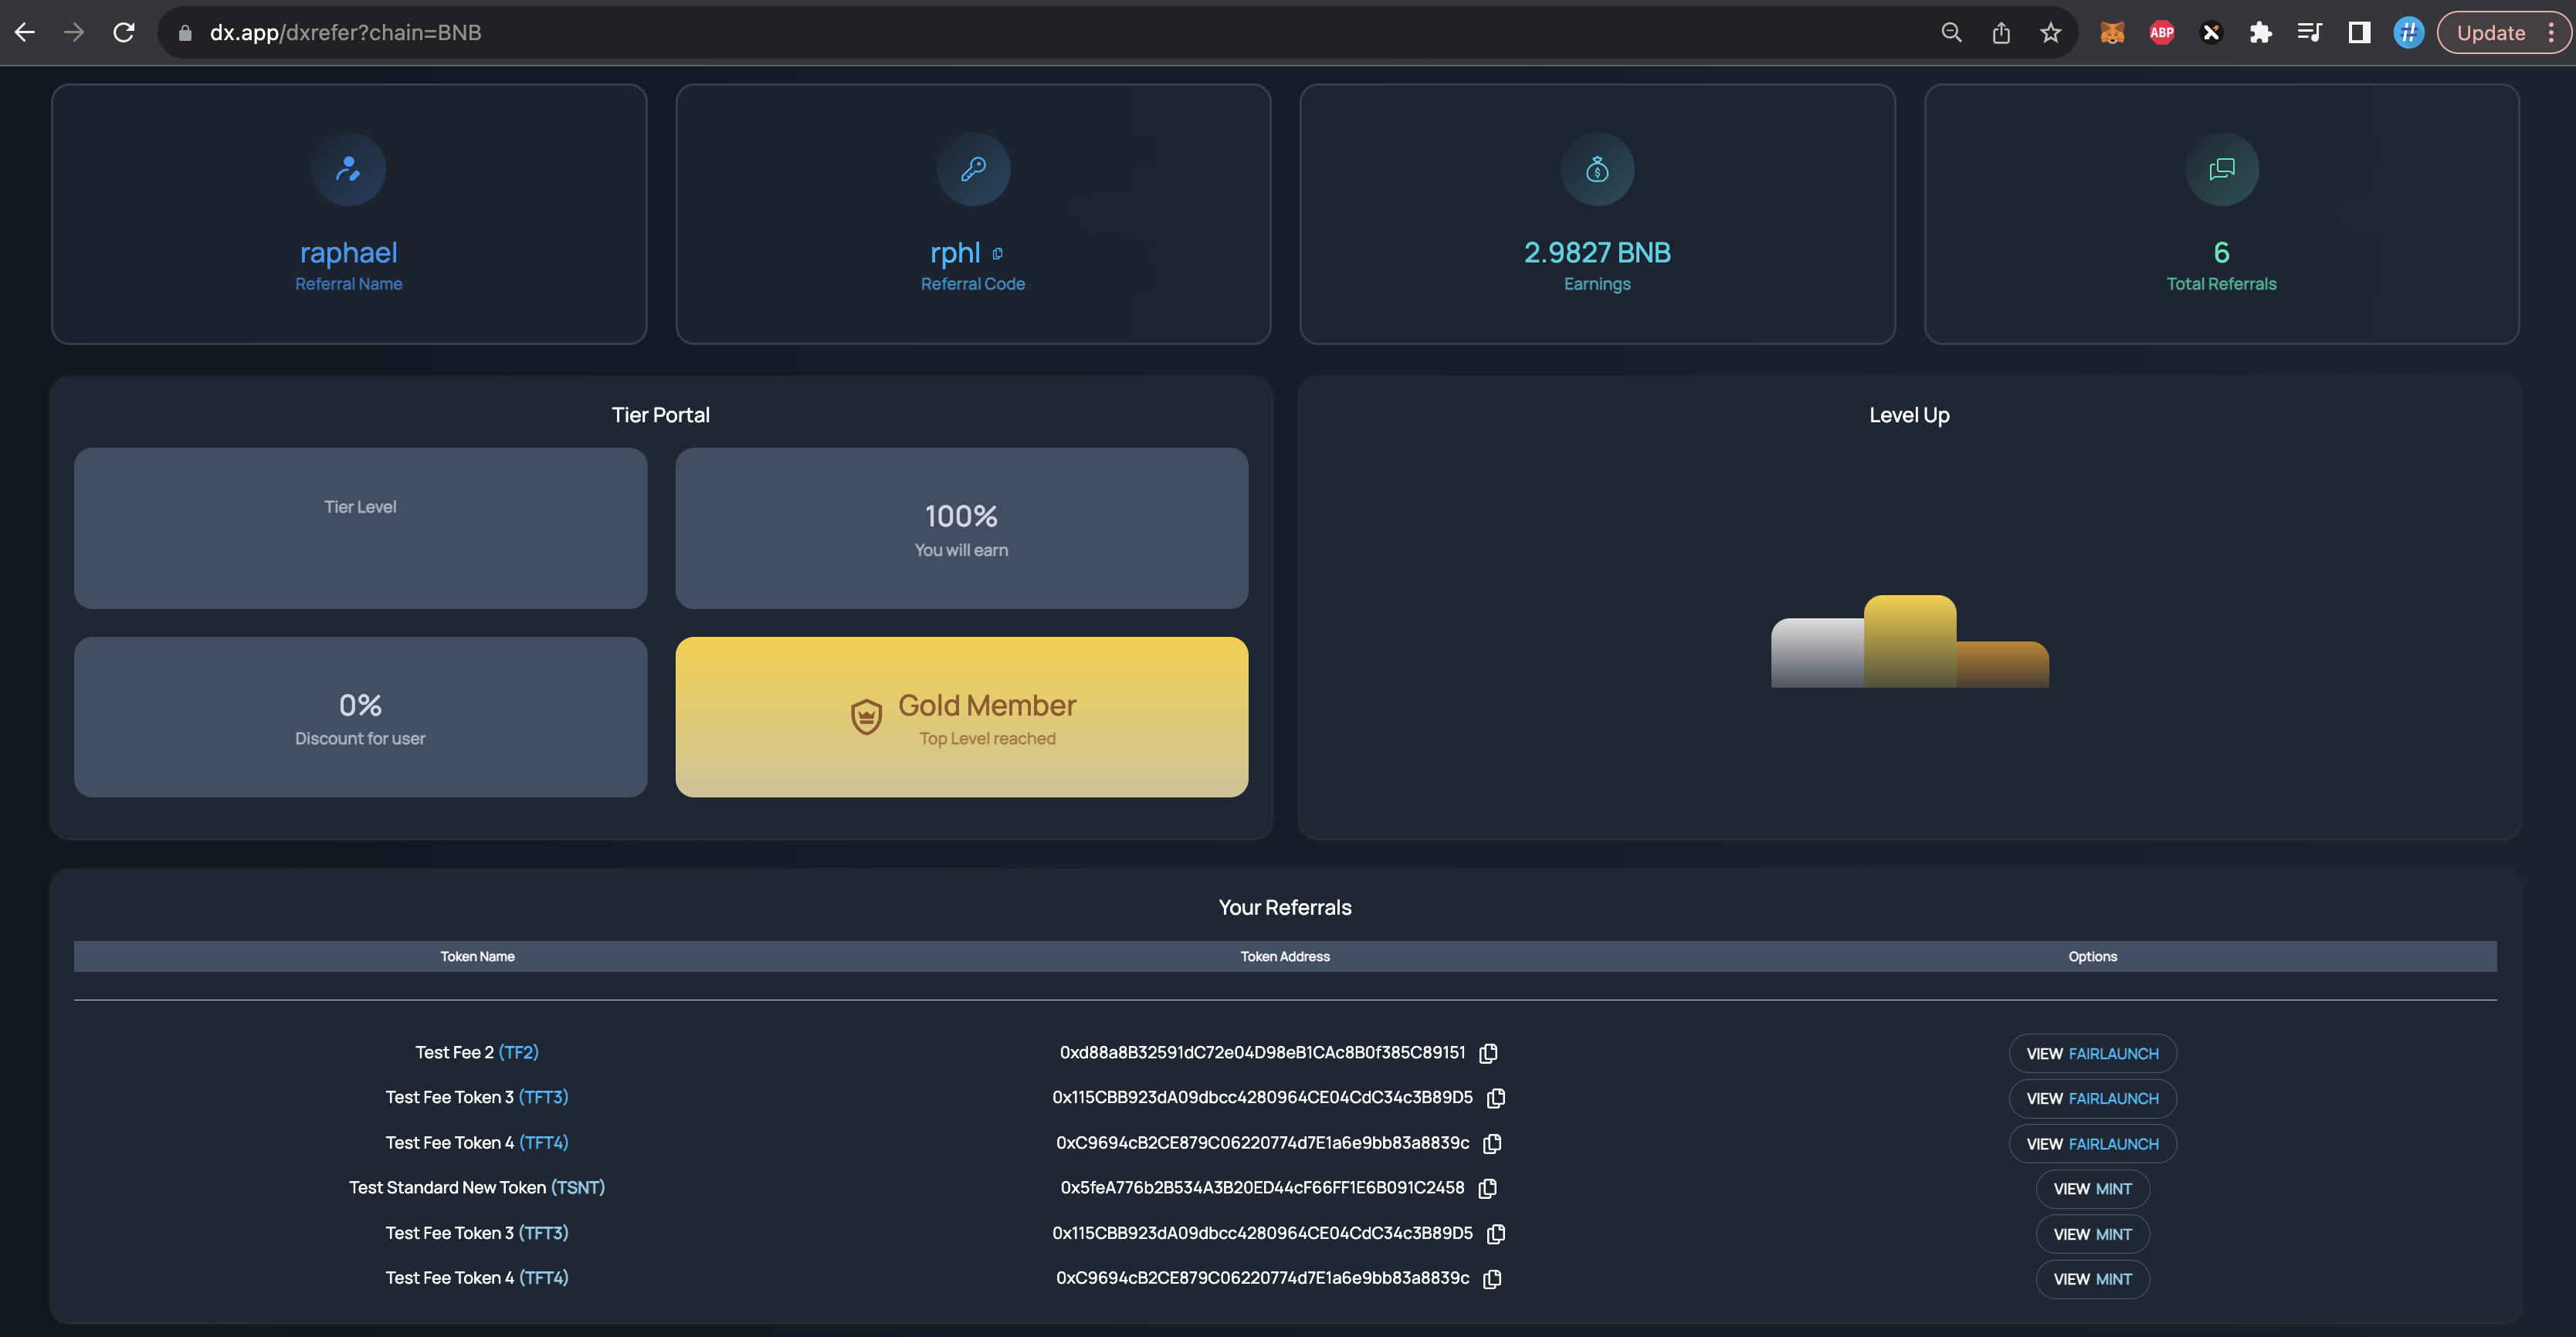 dx.app/dxrefer?chain=BNB
ABP
#
Update
raphael
Referral Name
rphl
Referral Code
2.9827 BNB
Earnings
6
Total Referrals
Tier Portal
Tier Level
100%
You will earn
0%
Discount for user
Gold Member
Top Level reached
Level Up
Your Referrals
Token Name Token Address Options
Test Fee 2 (TF2) 0xd88a8B32591dC72e04D98eB1CAc8B0f385C89151 VIEW FAIRLAUNCH
Test Fee Token 3 (TFT3) 0x115CBB923dA09dbcc4280964CE04CdC34c3B89D5 VIEW FAIRLAUNCH
Test Fee Token 4 (TFT4) 0xC9694cB2CE879C06220774d7E1a6e9bb83a8839c VIEW FAIRLAUNCH
Test Standard New Token (TSNT) 0x5feA776b2B534A3B20ED44cF66FF1E6B091C2458 VIEW MINT
Test Fee Token 3 (TFT3) 0x115CBB923dA09dbcc4280964CE04CdC34c3B89D5 VIEW MINT
Test Fee Token 4 (TFT4) 0xC9694cB2CE879C06220774d7E1a6e9bb83a8839c VIEW MINT